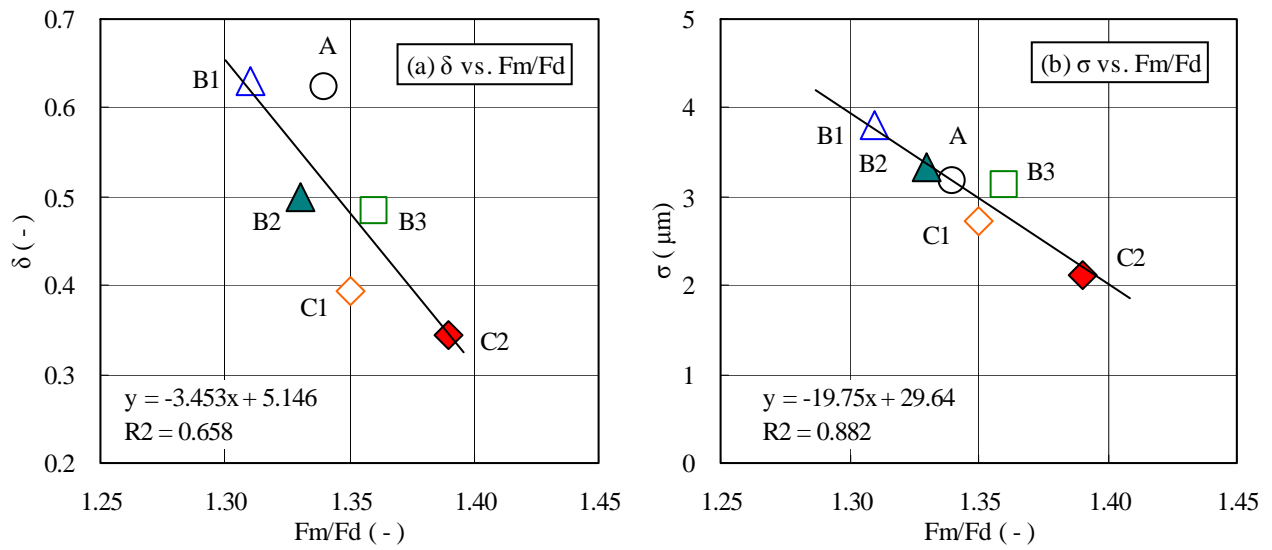 0.7
0.6
0.5
0.4
0.3
0.2
δ ( - )
(a) δ vs. Fm/Fd
A
B1
B2
B3
C1
C2
y = -3.453x + 5.146
R2 = 0.658
1.25
1.30
1.35
1.40
1.45
Fm/Fd ( - )
5
4
3
2
1
0
σ ( μm)
(b) σ vs. Fm/Fd
B1
B2
A
B3
C1
C2
y = -19.75x + 29.64
R2 = 0.882
1.25
1.30
1.35
1.40
1.45
Fm/Fd ( - )